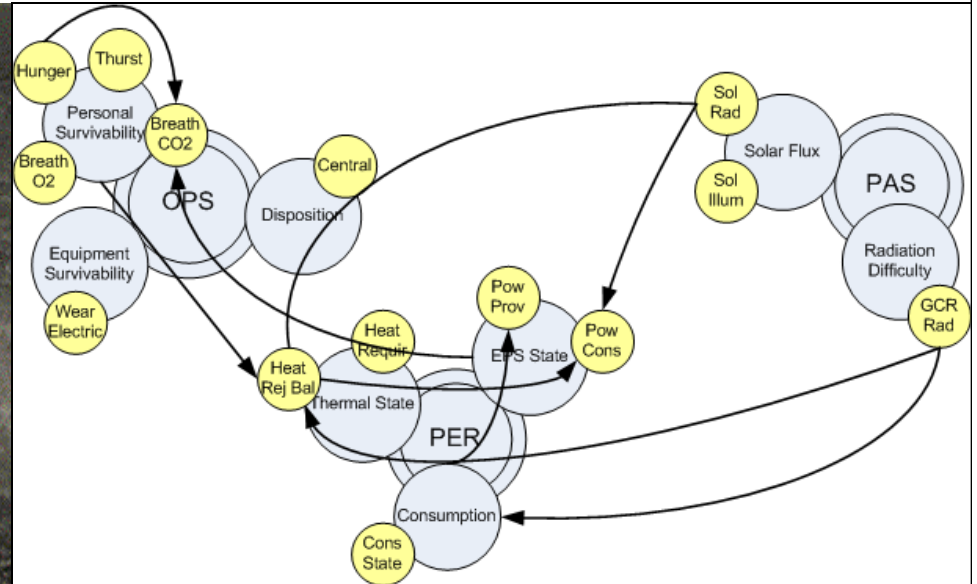 Hunger
Thurst
Personal
Survivability
Breath
CO2
Breath
O2
OPS
Central
Disposition
Equipment
Survivability
Wear
Electric
Sol
Rad
Solar Flux
Sol
Illum
PAS
Radiation
Difficulty
GCR
Rad
Pow
Prov
Pow
Cons
EPS State
Heat
Requir
Heat
Rej Bal
Thermal State
PER
Consumption
Cons
State